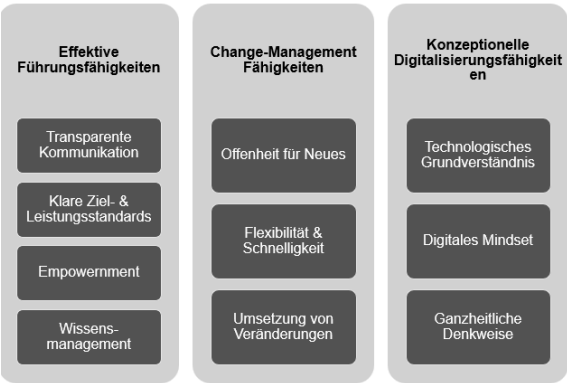 Effektive
Führungsfähigkeiten
Transparente
Kommunikation
Klare Ziel- &
Leistungsstandards
Empowernment
Wissens-
management
Change-Management
Fähigkeiten
Offenheit für Neues
Flexibilität &
Schnelligkeit
Umsetzung von
Veränderungen
Konzeptionelle
Digitalisierungsfähigkeit
en
Technologisches
Grundverständnis
Digitales Mindset
Ganzheitliche
Denkweise